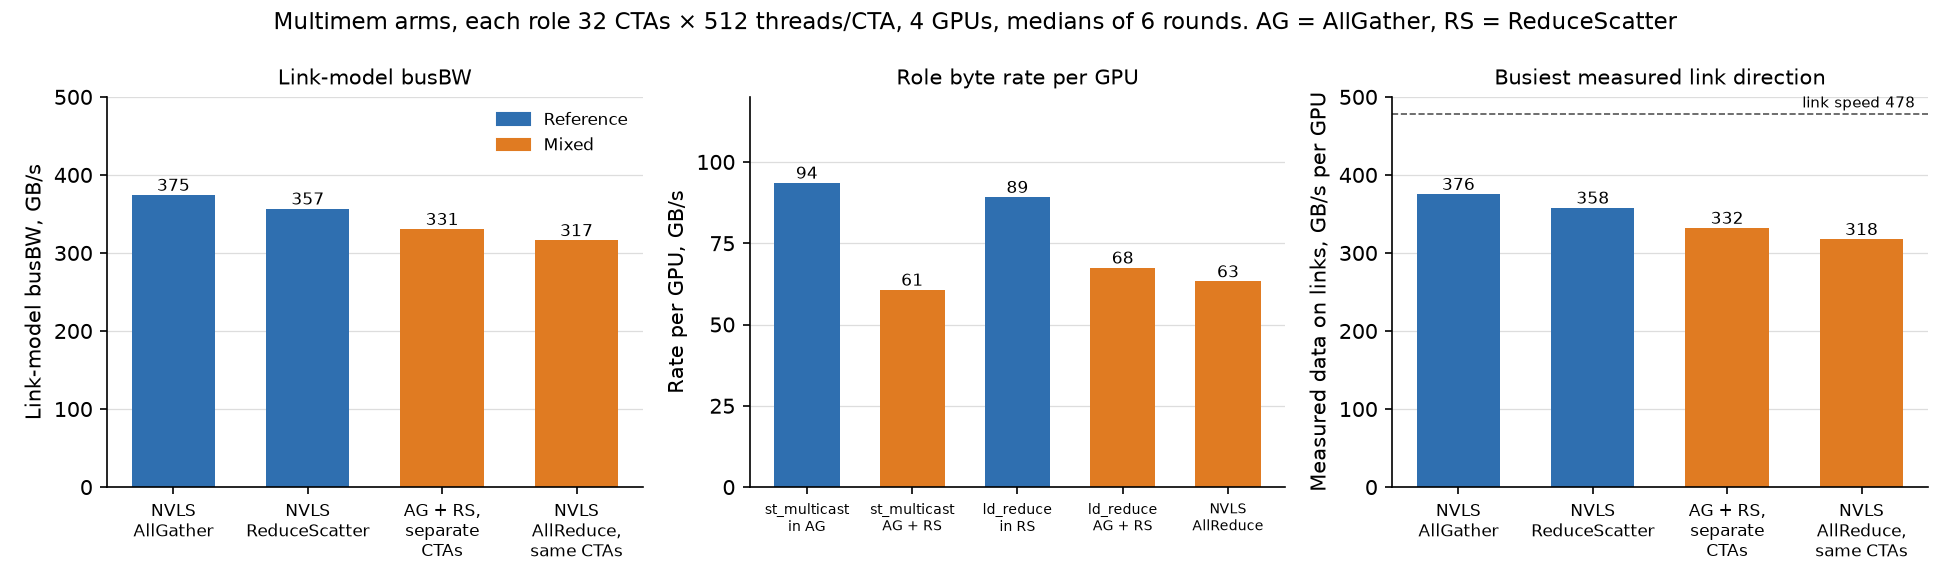 Multimem arms, each role 32 CTAs × 512 threads/CTA, 4 GPUs, medians of 6 rounds. AG = AllGather, RS = ReduceScatter
Link-model busBW
Link-model busBW, GB/s
500
400
300
200
100
0
Reference
Mixed
375
357
331
317
NVLS
AllGather
NVLS
ReduceScatter
AG + RS,
separate
CTAs
NVLS
AllReduce,
same CTAs
Role byte rate per GPU
Rate per GPU, GB/s
100
75
50
25
0
94
61
89
68
63
st_multicast
in AG
st_multicast
AG + RS
ld_reduce
in RS
ld_reduce
AG + RS
NVLS
AllReduce
Busiest measured link direction
Measured data on links, GB/s per GPU
500
400
300
200
100
0
link speed 478
376
358
332
318
NVLS
AllGather
NVLS
ReduceScatter
AG + RS,
separate
CTAs
NVLS
AllReduce,
same CTAs